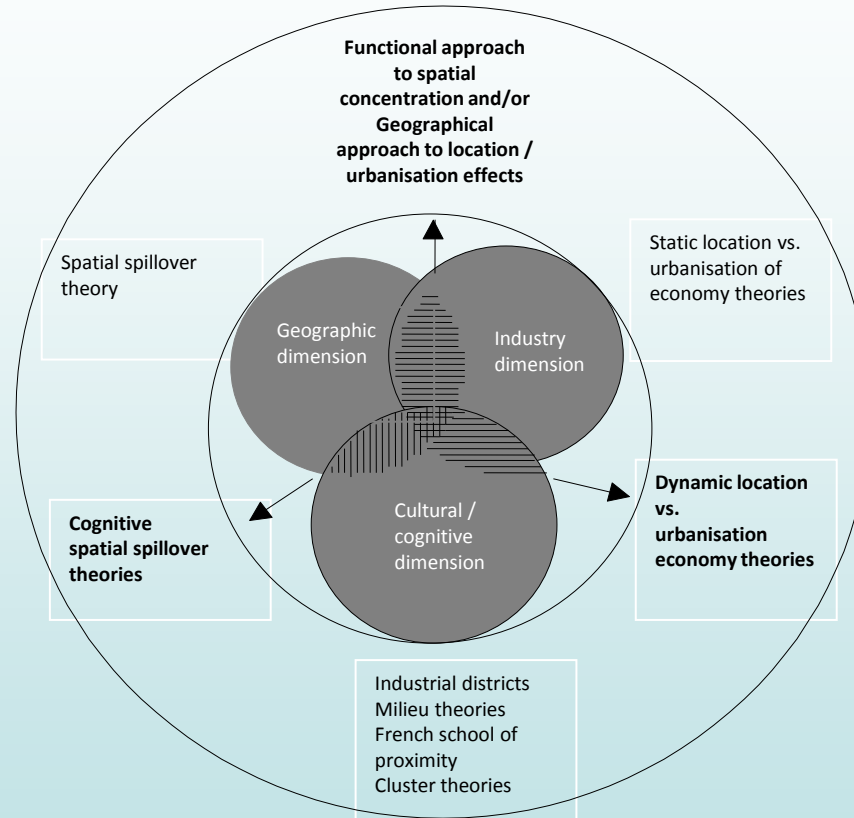 Functional approach
to spatial
concentration and/or
Geographical
approach to location /
urbanisation effects
Spatial spillover
theory
Static location vs.
urbanisation of
economy theories
Geographic
dimension
Industry
dimension
Cultural /
cognitive
dimension
Cognitive
spatial spillover
theories
Dynamic location
vs.
urbanisation
economy theories
Industrial districts
Milieu theories
French school of
proximity
Cluster theories